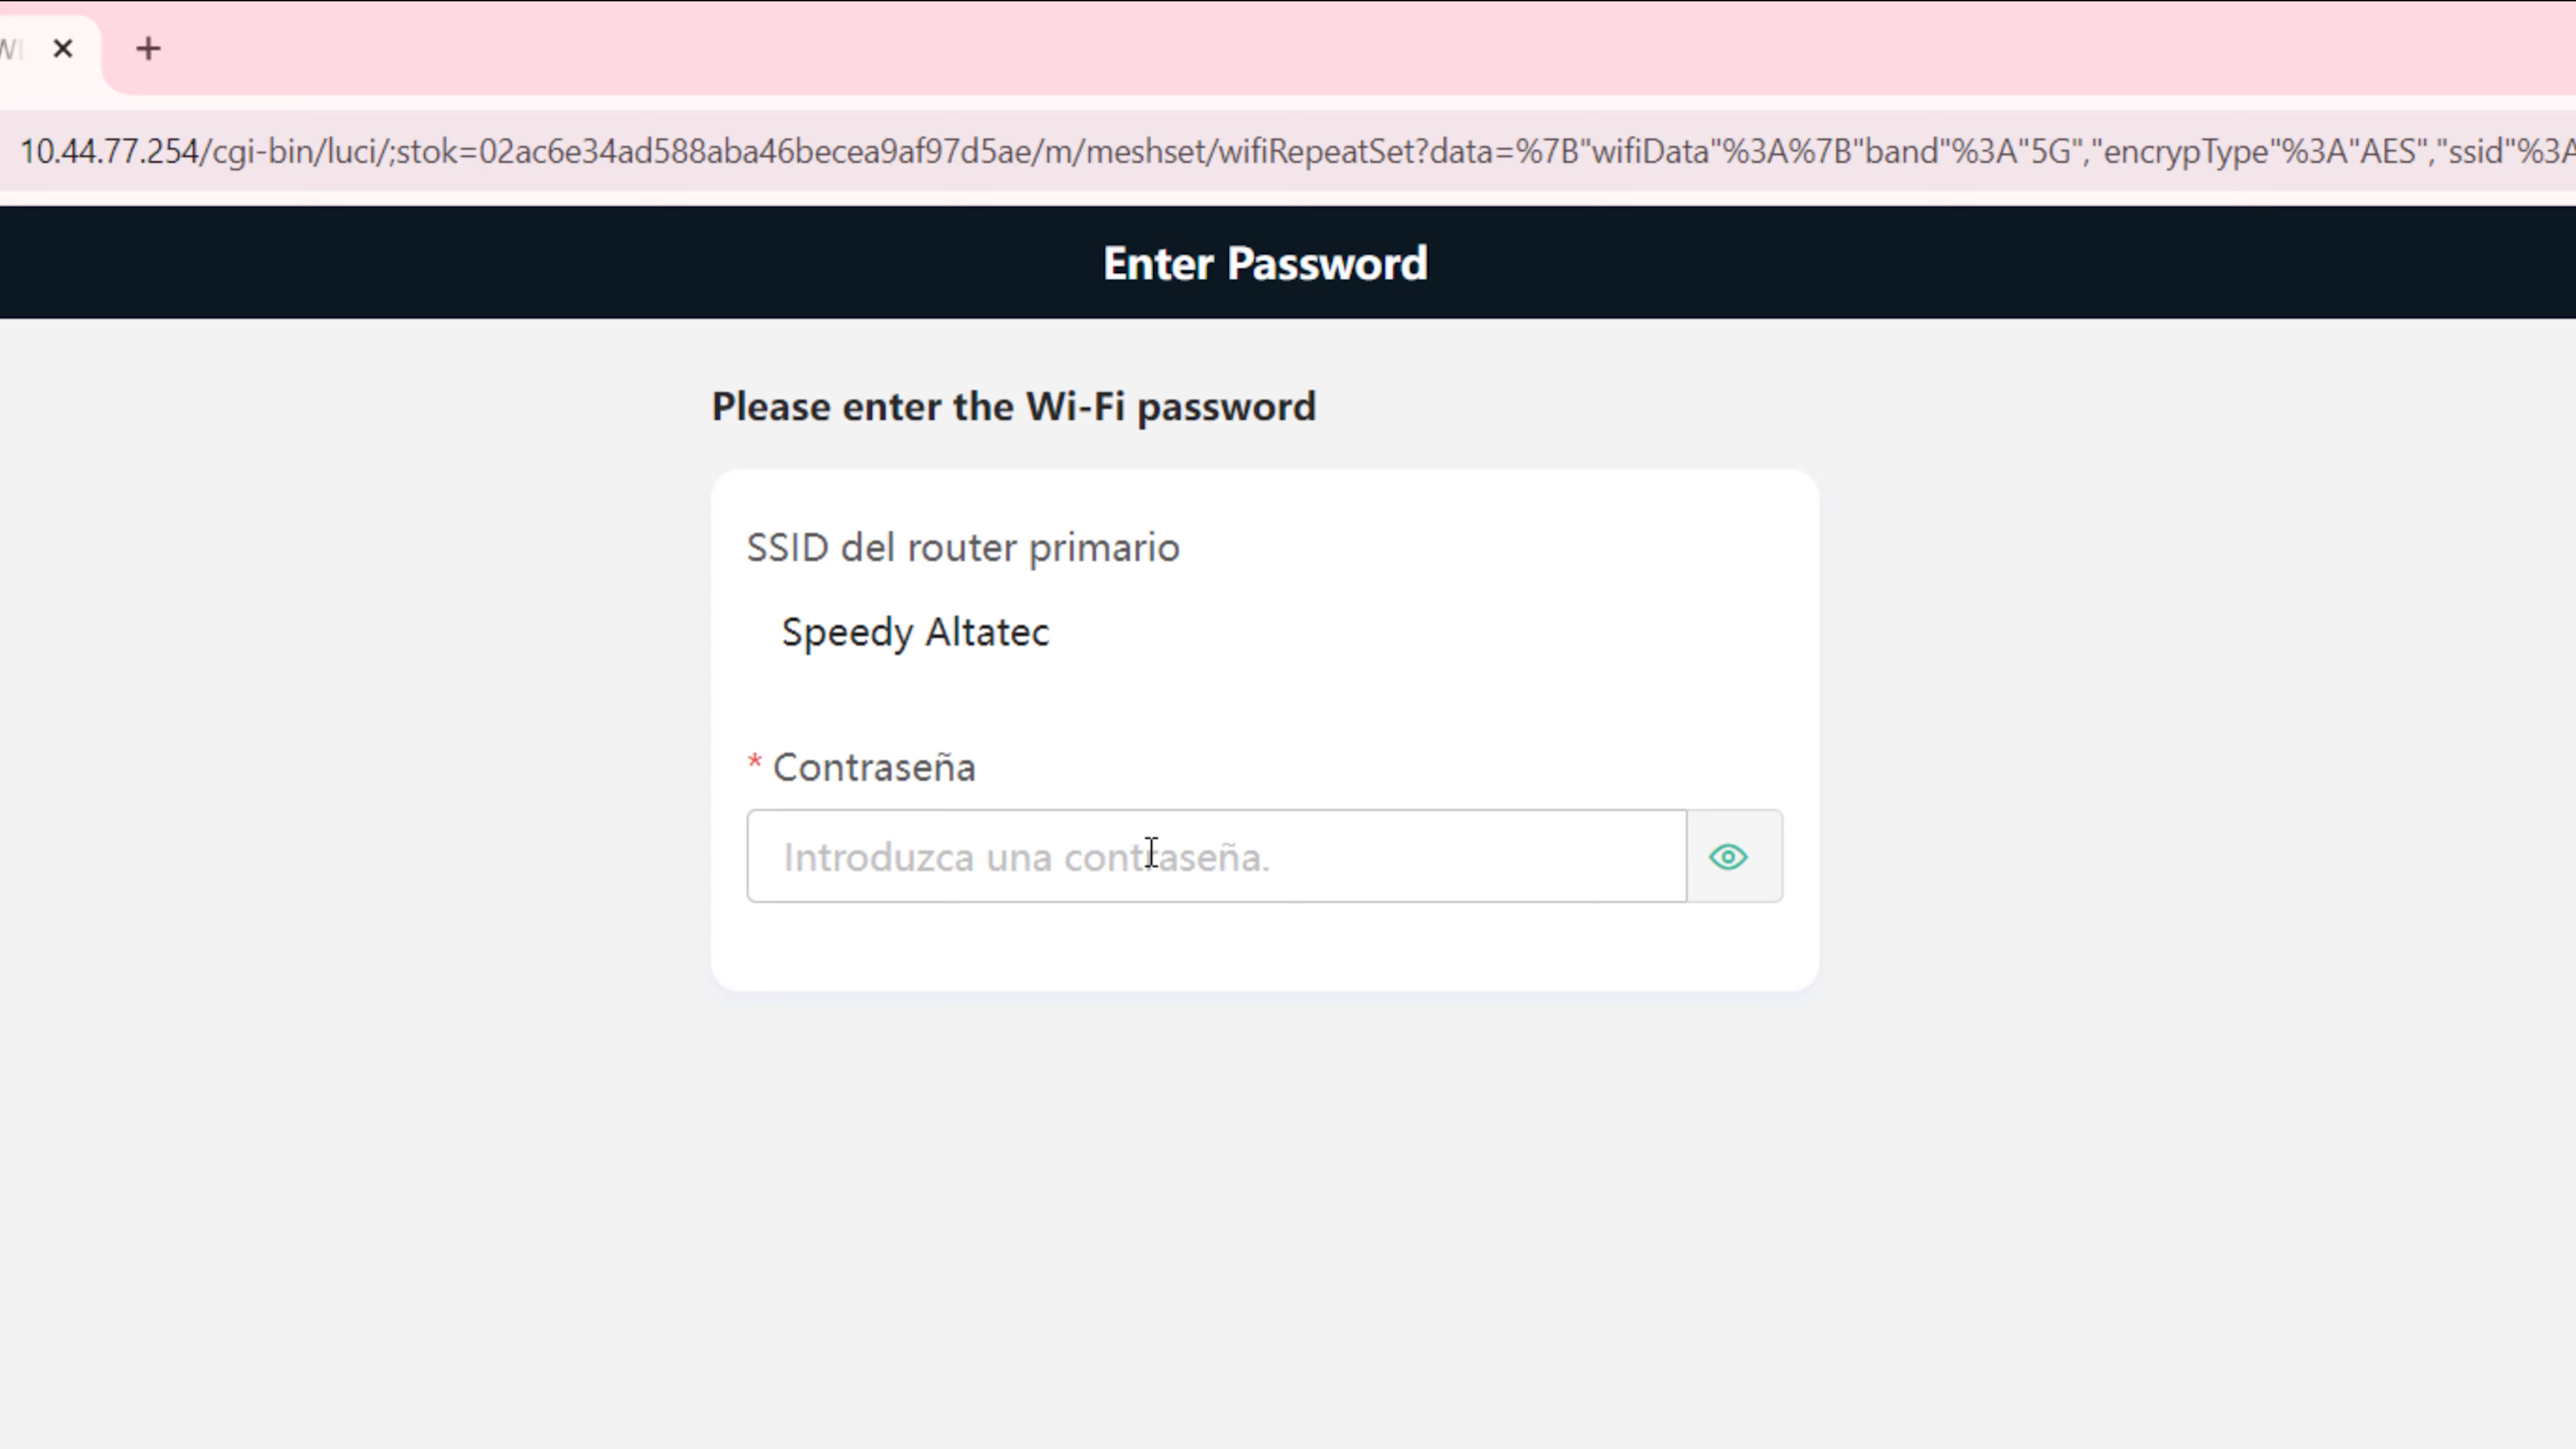 10.44.77.254/cgi-bin/luci/;stok=02ac6e34ad588aba46becea9af97d5ae/m/meshset/wifiRepeatSet?data=%7B"wifiData"%3A%7B"band"%3A"5G","encrypType"%3A"AES","ssid"%3A
Enter Password
Please enter the Wi-Fi password
SSID del router primario
Speedy Altatec
* Contraseña
Introduzca una contraseña.